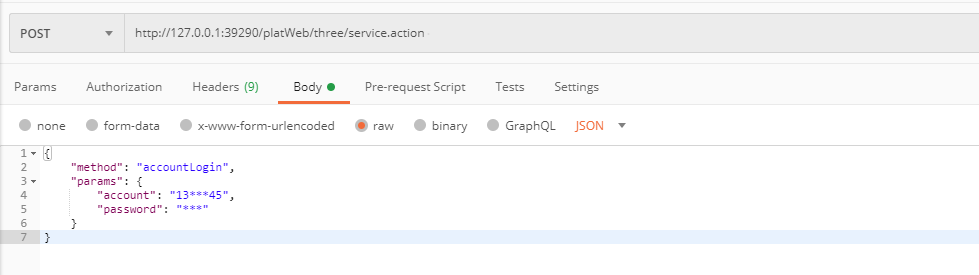 POST http://127.0.0.1:39290/platWeb/three/service.action
Params Authorization Headers (9) Body Pre-request Script Tests Settings
none form-data x-www-form-urlencoded raw binary GraphQL JSON
1 {
2 "method": "accountLogin",
3 "params": {
4 "account": "13***45",
5 "password": "***"
6 }
7 }